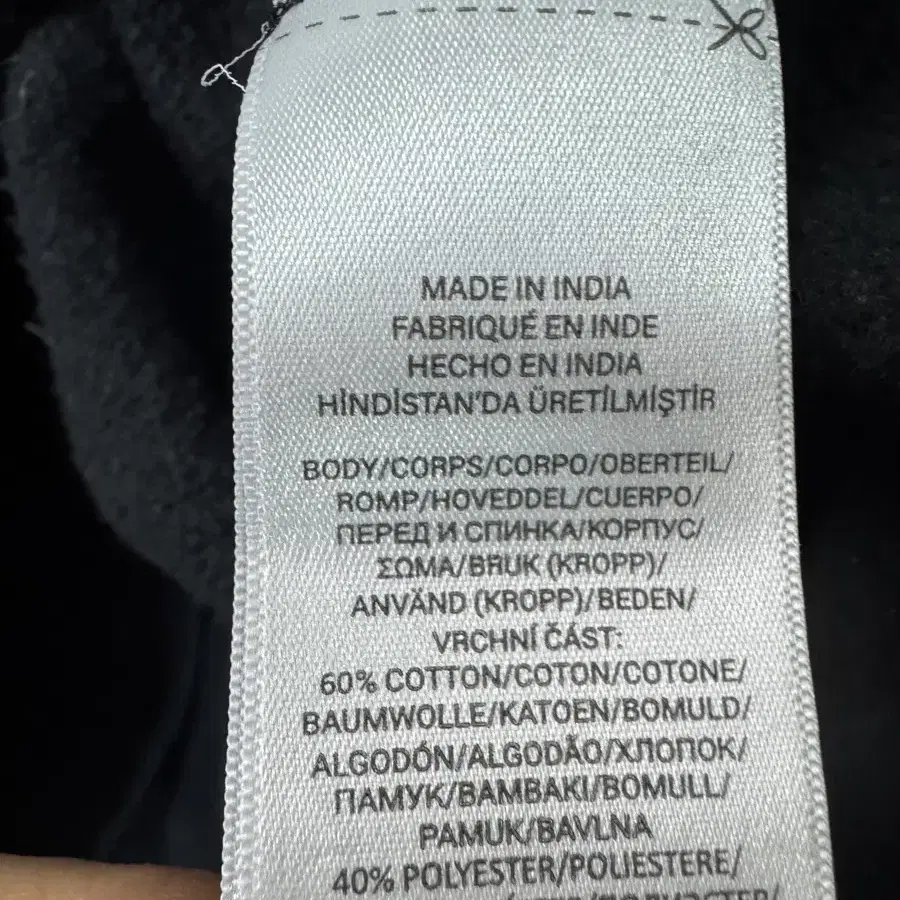 MADE IN INDIA
FABRIQUÉ EN INDE
HECHO EN INDIA
HİNDİSTAN'DA ÜRETİLMİŞTİR
BODY/CORPS/CORPO/OBERTEIL/
ROMP/HOVEDDEL/CUERPO/
ПЕРЕД И СПИНКА/КОРПУС/
ΣΩΜΑ/BRUK (KROPP)/
ANVÄND (KROPP)/BEDEN/
VRCHNÍ ČÁST:
60% COTTON/COTON/COTONE/
BAUMWOLLE/KATOEN/BOMULD/
ALGODÓN/ALGODÃO/ХЛОПОК/
ПАМУК/BAMBAKI/BOMULL/
PAMUK/BAVLNA
40% POLYESTER/POLIESTERE/